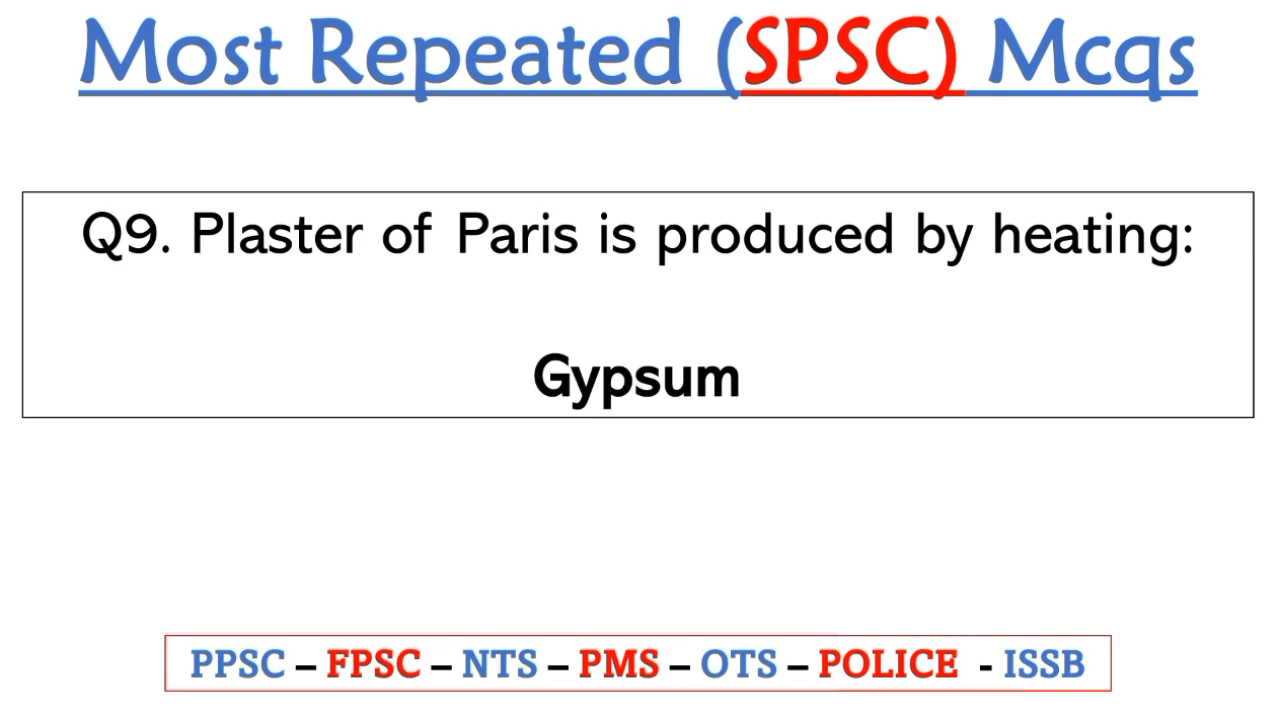 Most Repeated (SPSC) Mcqs
Q9. Plaster of Paris is produced by heating:
Gypsum
PPSC – FPSC – NTS – PMS – OTS – POLICE - ISSB